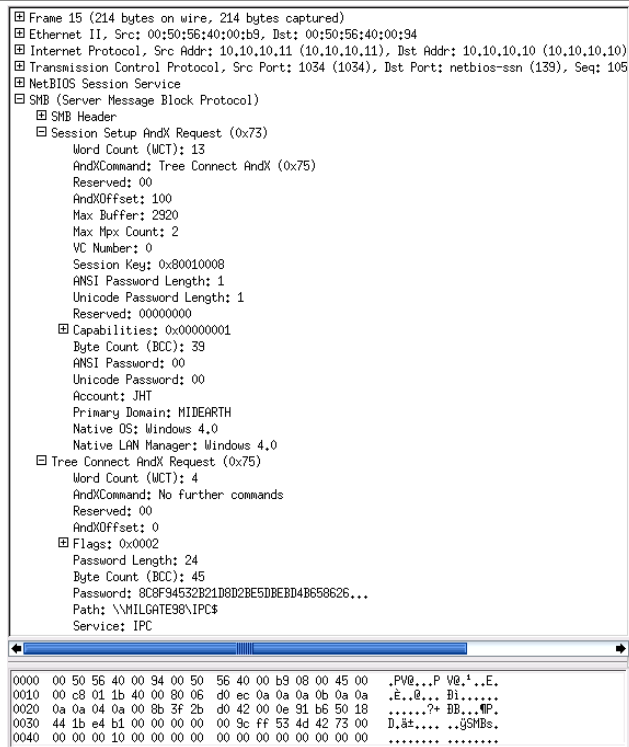 Frame 15 (214 bytes on wire, 214 bytes captured)
Ethernet II, Src: 00:50:56:40:00:b9, Dst: 00:50:56:40:00:94
Internet Protocol, Src Addr: 10.10.10.11 (10.10.10.11), Dst Addr: 10.10.10.10 (10.10.10.10)
Transmission Control Protocol, Src Port: 1034 (1034), Dst Port: netbios-ssn (139), Seq: 105
NetBIOS Session Service
SMB (Server Message Block Protocol)
SMB Header
Session Setup AndX Request (0x73)
Word Count (WCT): 13
AndXCommand: Tree Connect AndX (0x75)
Reserved: 00
AndXOffset: 100
Max Buffer: 2920
Max Mpx Count: 2
VC Number: 0
Session Key: 0x80010008
ANSI Password Length: 1
Unicode Password Length: 1
Reserved: 00000000
Capabilities: 0x00000001
Byte Count (BCC): 39
ANSI Password: 00
Unicode Password: 00
Account: JHT
Primary Domain: MIDEARTH
Native OS: Windows 4.0
Native LAN Manager: Windows 4.0
Tree Connect AndX Request (0x75)
Word Count (WCT): 4
AndXCommand: No further commands
Reserved: 00
AndXOffset: 0
Flags: 0x0002
Password Length: 24
Byte Count (BCC): 45
Password: 8C8F94532B21D8D2BE5DBEBD4B658626...
Path: \\MILGATE98\IPC$
Service: IPC
0000 00 50 56 40 00 94 00 50 56 40 00 b9 08 00 45 00 .PV@...P V@.¹..E.
0010 00 c8 01 1b 40 00 80 06 d0 ec 0a 0a 0a 0b 0a 0a .È..@... Ðì......
0020 0a 0a 04 0a 00 8b 3f 2b d0 42 00 0e 91 b6 50 18 ......?+ ÐB...¶P.
0030 44 1b e4 b1 00 00 00 00 00 9c ff 53 4d 42 73 00 D.ä±.... ..ÿSMBs.
0040 00 00 00 10 00 00 00 00 00 00 00 00 00 00 00 00 ........ ........